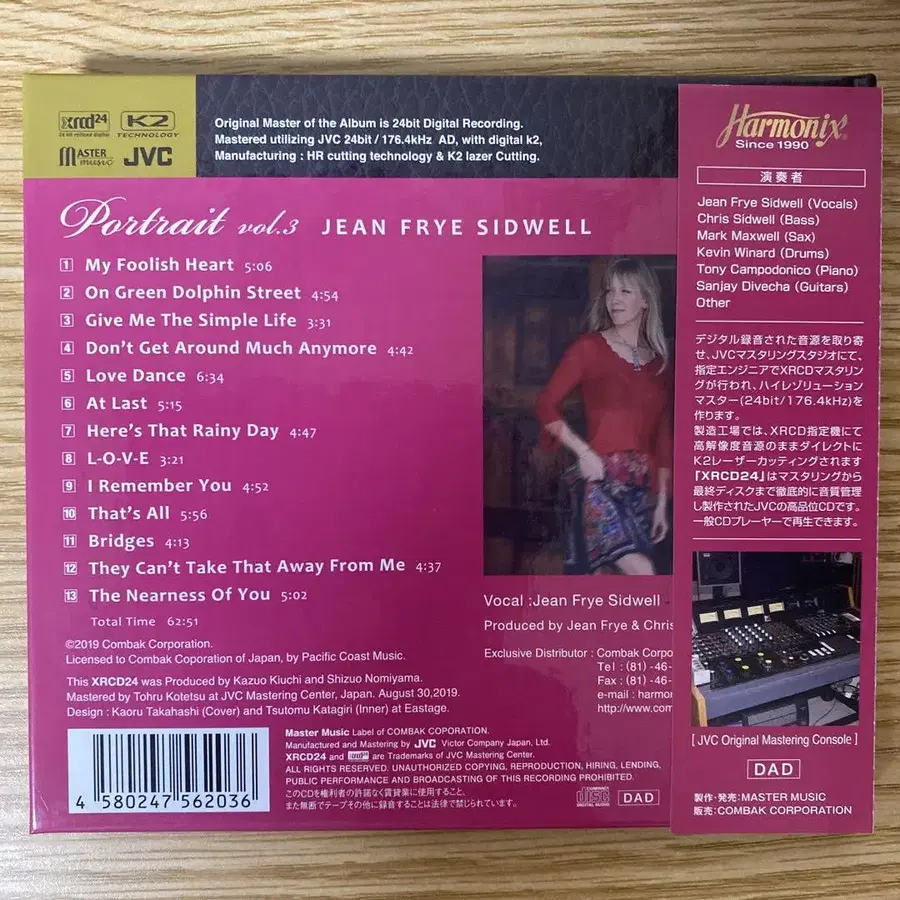 xrcd24
K2
TECHNOLOGY
MASTER music
JVC
Original Master of the Album is 24bit Digital Recording.
Mastered utilizing JVC 24bit / 176.4kHz AD, with digital k2,
Manufacturing : HR cutting technology & K2 lazer Cutting.
Portrait vol.3 JEAN FRYE SIDWELL
1 My Foolish Heart 5:06
2 On Green Dolphin Street 4:54
3 Give Me The Simple Life 3:31
4 Don't Get Around Much Anymore 4:42
5 Love Dance 6:34
6 At Last 5:15
7 Here's That Rainy Day 4:47
8 L-O-V-E 3:21
9 I Remember You 4:52
10 That's All 5:56
11 Bridges 4:13
12 They Can't Take That Away From Me 4:37
13 The Nearness Of You 5:02
Total Time 62:51
©2019 Combak Corporation.
Licensed to Combak Coporation of Japan, by Pacific Coast Music.
This XRCD24 was Produced by Kazuo Kiuchi and Shizuo Nomiyama.
Mastered by Tohru Kotetsu at JVC Mastering Center, Japan. August 30,2019.
Design : Kaoru Takahashi (Cover) and Tsutomu Katagiri (Inner) at Eastage.
Vocal :Jean Frye Sidwell
Produced by Jean Frye & Chris
Exclusive Distributor : Combak Corpo
Tel : (81) -46-
Fax : (81) -46-
e-mail : harmon
http://www.com
4 580247 562036
Master Music Label of COMBAK COPORATION.
Manufactured and Mastering by JVC Victor Company Japan, Ltd.
XRCD24 and xrcd are Trademarks of JVC Mastering Center.
ALL RIGHTS RESERVED. UNAUTHORIZED COPYING, REPRODUCTION, HIRING, LENDING,
PUBLIC PERFORMANCE AND BROADCASTING OF THIS RECORDING PROHIBITED.
このCDを権利者の許諾なく賃貸業に使用すること、
また無断でテープその他に録音することは法律で禁じられています。
COMPACT disc DIGITAL AUDIO
DAD
Harmonix®
Since 1990
演奏者
Jean Frye Sidwell (Vocals)
Chris Sidwell (Bass)
Mark Maxwell (Sax)
Kevin Winard (Drums)
Tony Campodonico (Piano)
Sanjay Divecha (Guitars)
Other
デジタル録音された音源を取り寄
せ、JVCマスタリングスタジオにて、
指定エンジニアでXRCDマスタリン
グが行われ、ハイレゾリューション
マスター(24bit/176.4kHz)を
作ります。
製造工場では、XRCD指定機にて
高解像度音源のままダイレクトに
K2レーザーカッティングされます
「XRCD24」はマスタリングから
最終ディスクまで徹底的に音質管理
し製作されたJVCの高品位CDです。
一般CDプレーヤーで再生できます。
[ JVC Original Mastering Console ]
DAD
製作・発売：MASTER MUSIC
販売：COMBAK CORPORATION